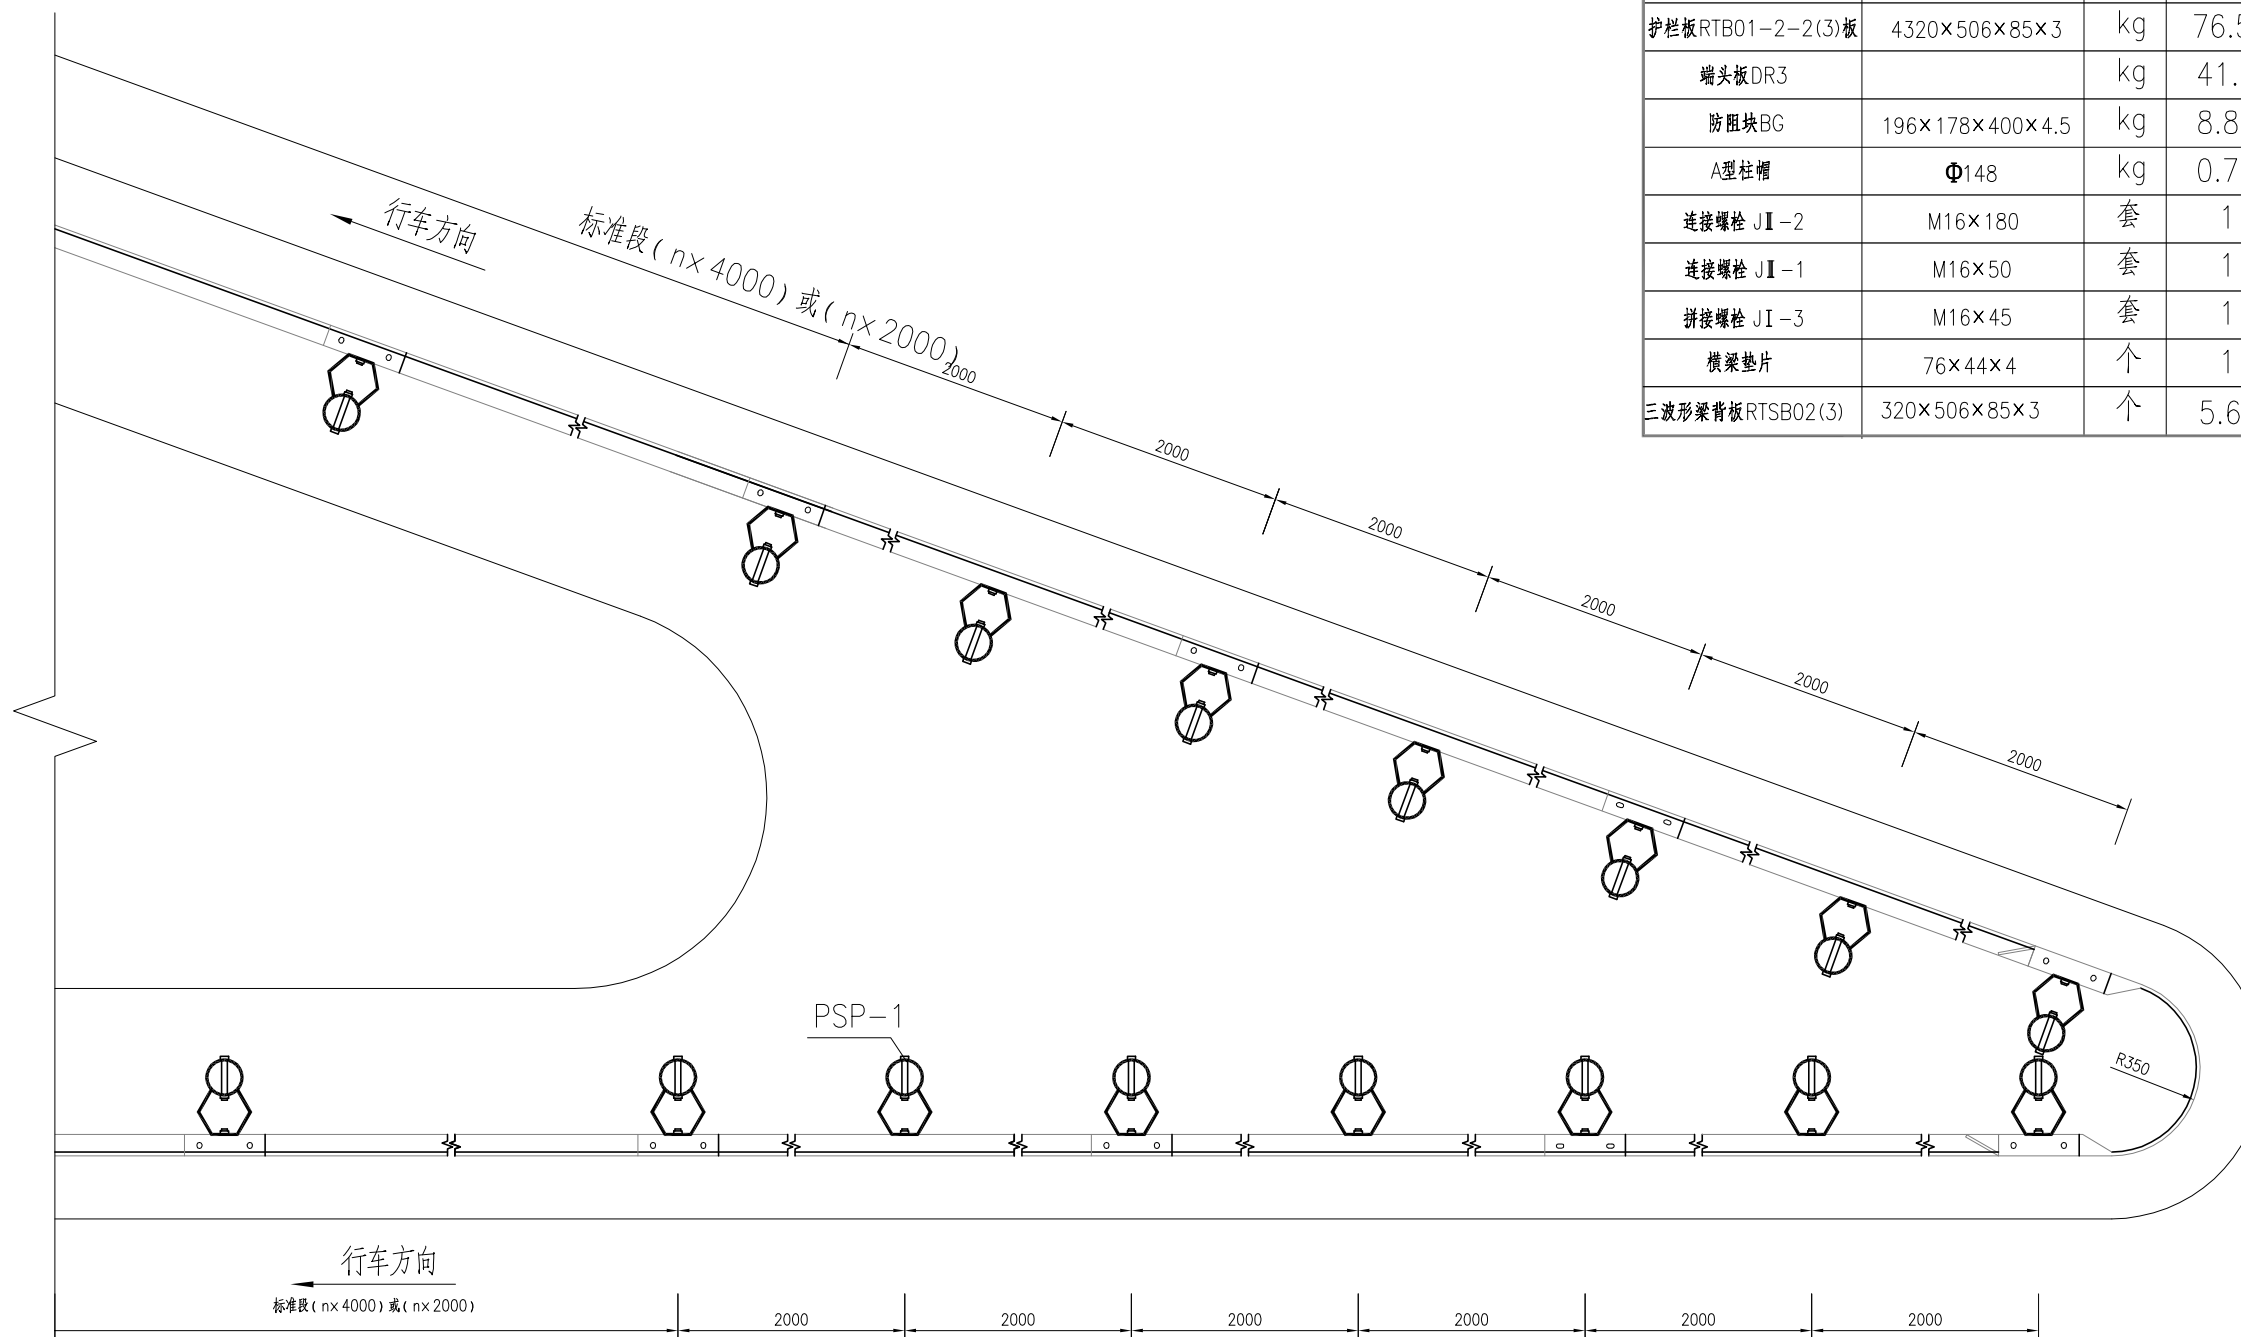 护栏板RTB01-2-2(3)板 4320×506×85×3 kg 76.5
端头板DR3 kg 41.
防阻块BG 196×178×400×4.5 kg 8.8
A型柱帽 Φ148 kg 0.7
连接螺栓 JⅡ-2 M16×180 套 1
连接螺栓 JⅡ-1 M16×50 套 1
拼接螺栓 JⅠ-3 M16×45 套 1
横梁垫片 76×44×4 个 1
三波形梁背板RTSB02(3) 320×506×85×3 个 5.6
行车方向
标准段(n×4000)或(n×2000)
2000
2000
2000
2000
2000
2000
PSP-1
R350
行车方向
标准段(n×4000)或(n×2000)
2000 2000 2000 2000 2000 2000